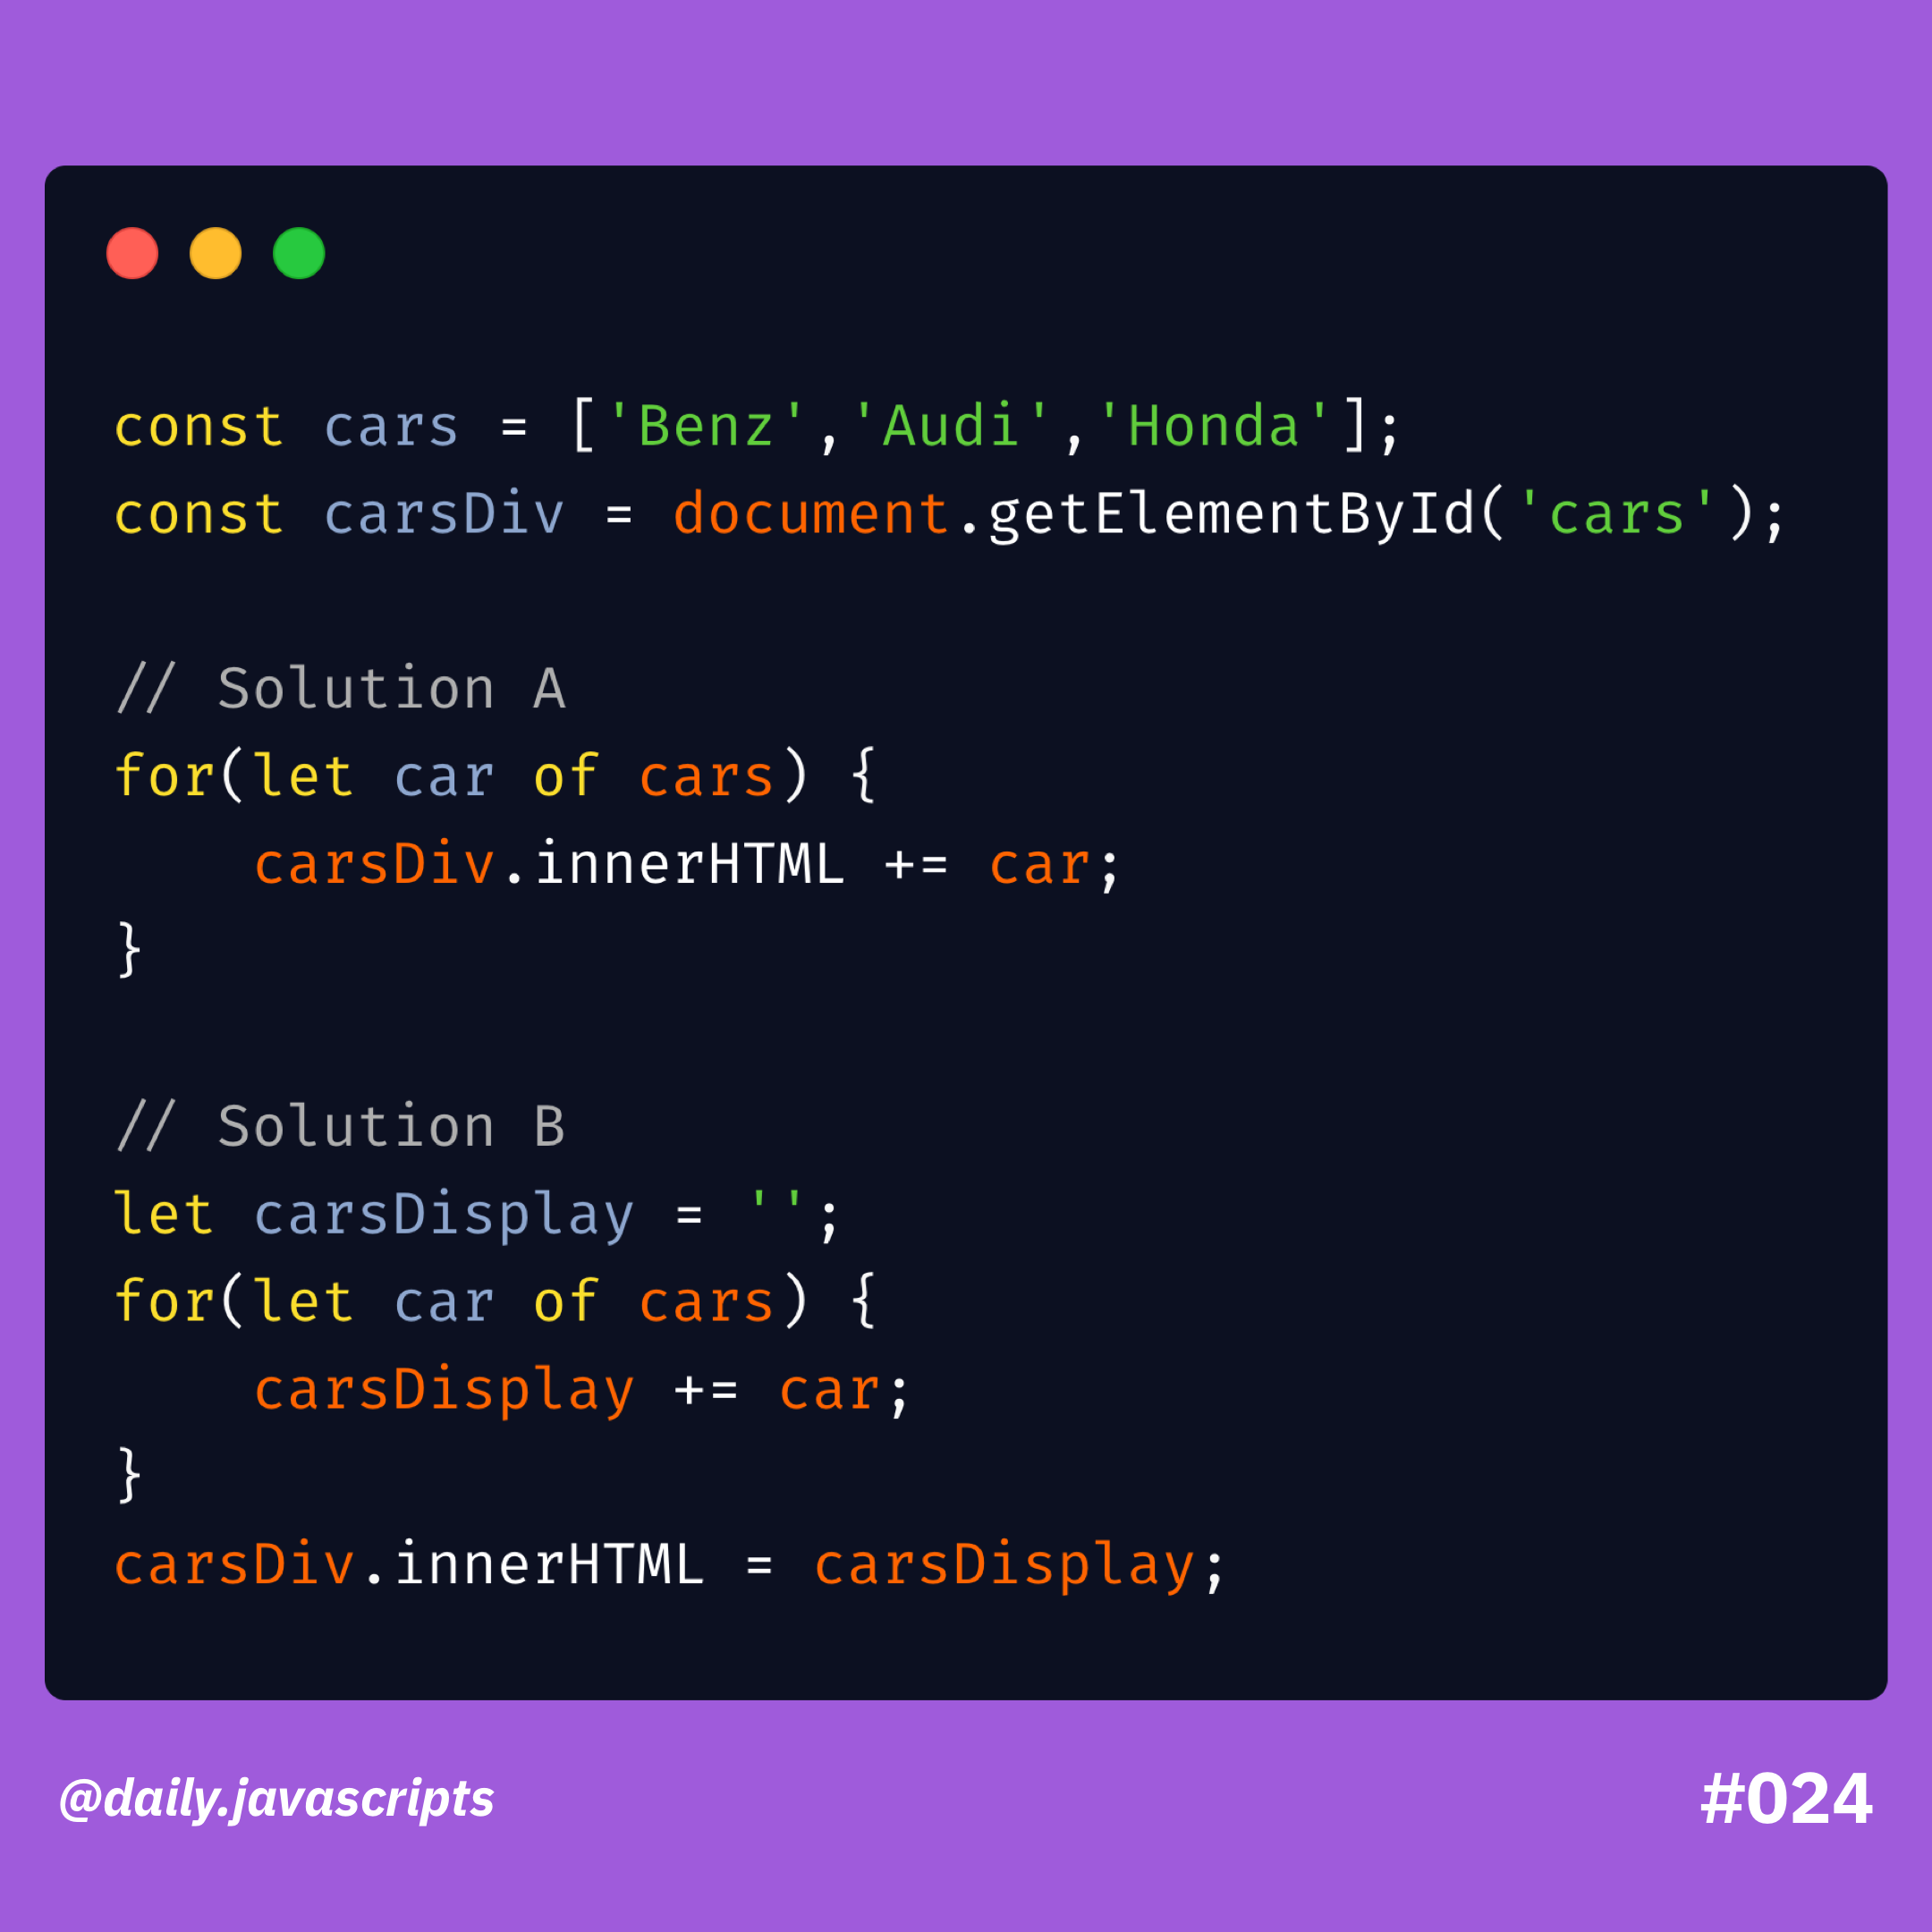 const cars = ['Benz','Audi','Honda'];
const carsDiv = document.getElementById('cars');
// Solution A
for(let car of cars) {
    carsDiv.innerHTML += car;
}
// Solution B
let carsDisplay = '';
for(let car of cars) {
    carsDisplay += car;
}
carsDiv.innerHTML = carsDisplay;
@daily.javascripts
#024